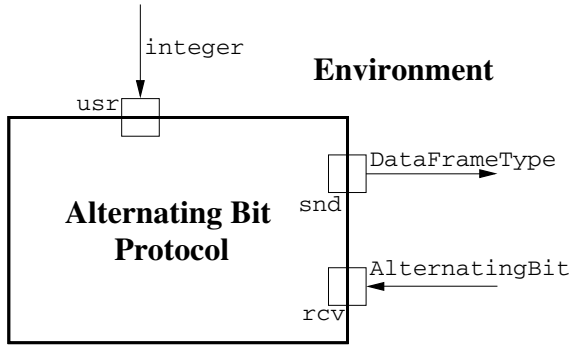 integer
Environment
usr
DataFrameType
snd
Alternating Bit
Protocol
AlternatingBit
rcv